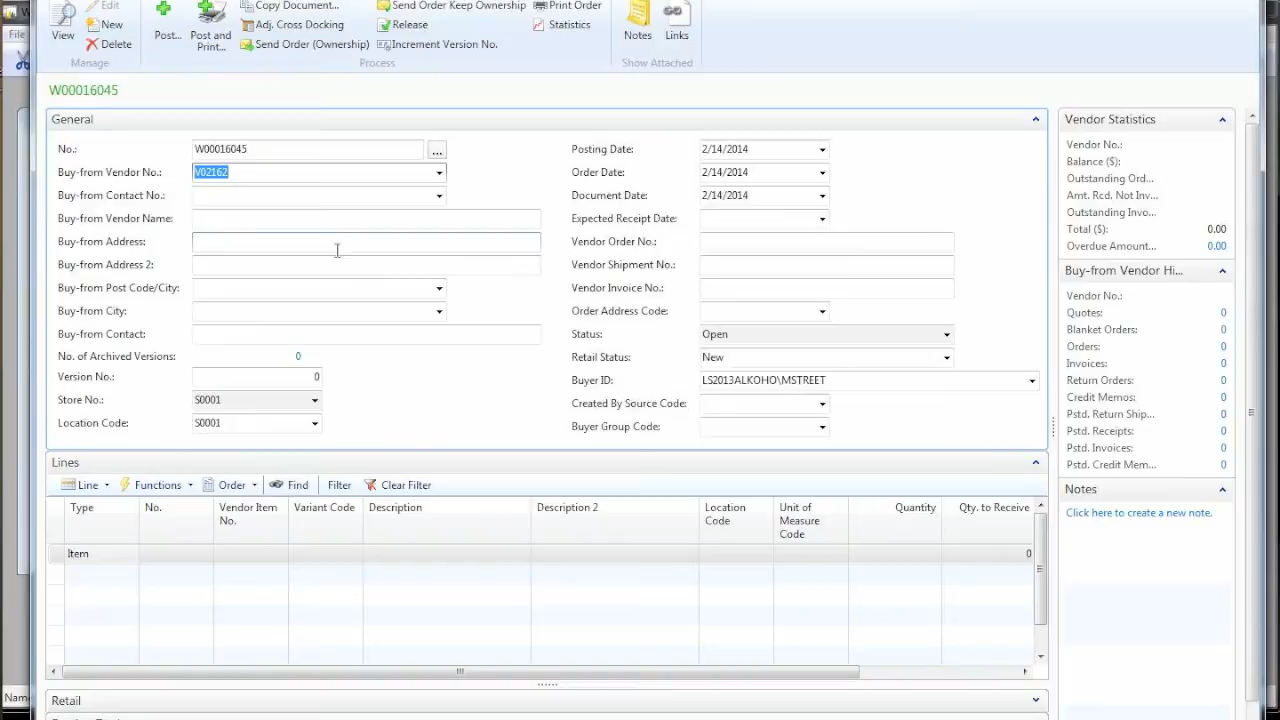 Edit
Copy Document...
Send Order Keep Ownership
Print Order
New
Adj. Cross Docking
Release
Statistics
View
Delete
Post...
Post and
Print...
Send Order (Ownership)
Increment Version No.
Notes
Links
Manage
Process
Show Attached
W00016045
General
No.: W00016045 ...
Buy-from Vendor No.: V02162
Buy-from Contact No.:
Buy-from Vendor Name:
Buy-from Address:
Buy-from Address 2:
Buy-from Post Code/City:
Buy-from City:
Buy-from Contact:
No. of Archived Versions: 0
Version No.: 0
Store No.: S0001
Location Code: S0001
Posting Date: 2/14/2014
Order Date: 2/14/2014
Document Date: 2/14/2014
Expected Receipt Date:
Vendor Order No.:
Vendor Shipment No.:
Vendor Invoice No.:
Order Address Code:
Status: Open
Retail Status: New
Buyer ID: LS2013ALKOHO\MSTREET
Created By Source Code:
Buyer Group Code:
Lines
Line Functions Order Find Filter Clear Filter
Type No. Vendor Item No. Variant Code Description Description 2 Location Code Unit of Measure Code Quantity Qty. to Receive
Item 0
Retail
Vendor Statistics
Vendor No.:
Balance ($):
Outstanding Ord...
Amt. Rcd. Not Inv...
Outstanding Invo...
Total ($): 0.00
Overdue Amount... 0.00
Buy-from Vendor Hi...
Vendor No.:
Quotes: 0
Blanket Orders: 0
Orders: 0
Invoices: 0
Return Orders: 0
Credit Memos: 0
Pstd. Return Ship... 0
Pstd. Receipts: 0
Pstd. Invoices: 0
Pstd. Credit Mem... 0
Notes
Click here to create a new note.
File
Name